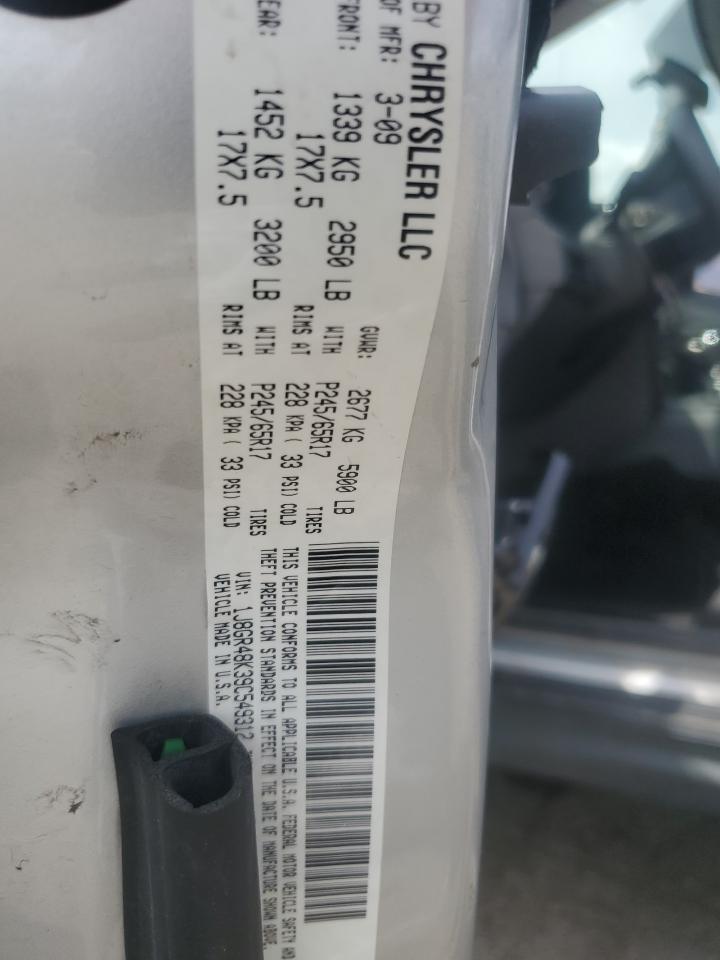 BY CHRYSLER LLC
OF MFR: 3-09 GVWR: 2677 KG 5900 LB
FRONT: 1339 KG 2950 LB WITH P245/65R17 TIRES
17X7.5 RIMS AT 228 KPA ( 33 PSI) COLD
EAR: 1452 KG 3200 LB WITH P245/65R17 TIRES
17X7.5 RIMS AT 228 KPA ( 33 PSI) COLD
THIS VEHICLE CONFORMS TO ALL APPLICABLE U.S.A. FEDERAL MOTOR VEHICLE SAFETY AND
THEFT PREVENTION STANDARDS IN EFFECT ON THE DATE OF MANUFACTURE SHOWN ABOVE.
VIN: 1J8GR48K39C549312
VEHICLE MADE IN U.S.A.